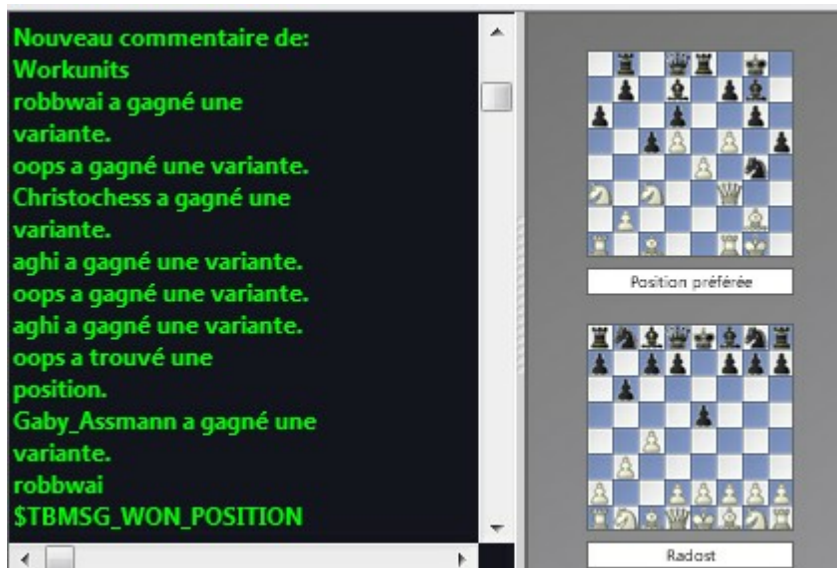 Nouveau commentaire de:
Workunits
robbwai a gagné une
variante.
oops a gagné une variante.
Christochess a gagné une
variante.
aghi a gagné une variante.
oops a gagné une variante.
aghi a gagné une variante.
oops a trouvé une
position.
Gaby_Assmann a gagné une
variante.
robbwai
$TBMSG_WON_POSITION
Position préférée
Radost